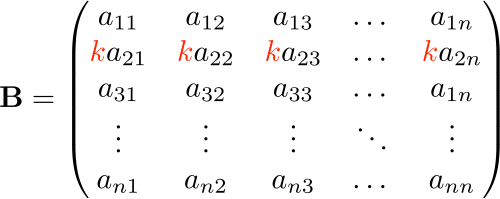 a₁₁ a₁₂ a₁₃ … a₁ₙ
ka₂₁ ka₂₂ ka₂₃ … ka₂ₙ
B = a₃₁ a₃₂ a₃₃ … a₁ₙ
⋮ ⋮ ⋮ ⋱ ⋮
aₙ₁ aₙ₂ aₙ₃ … aₙₙ